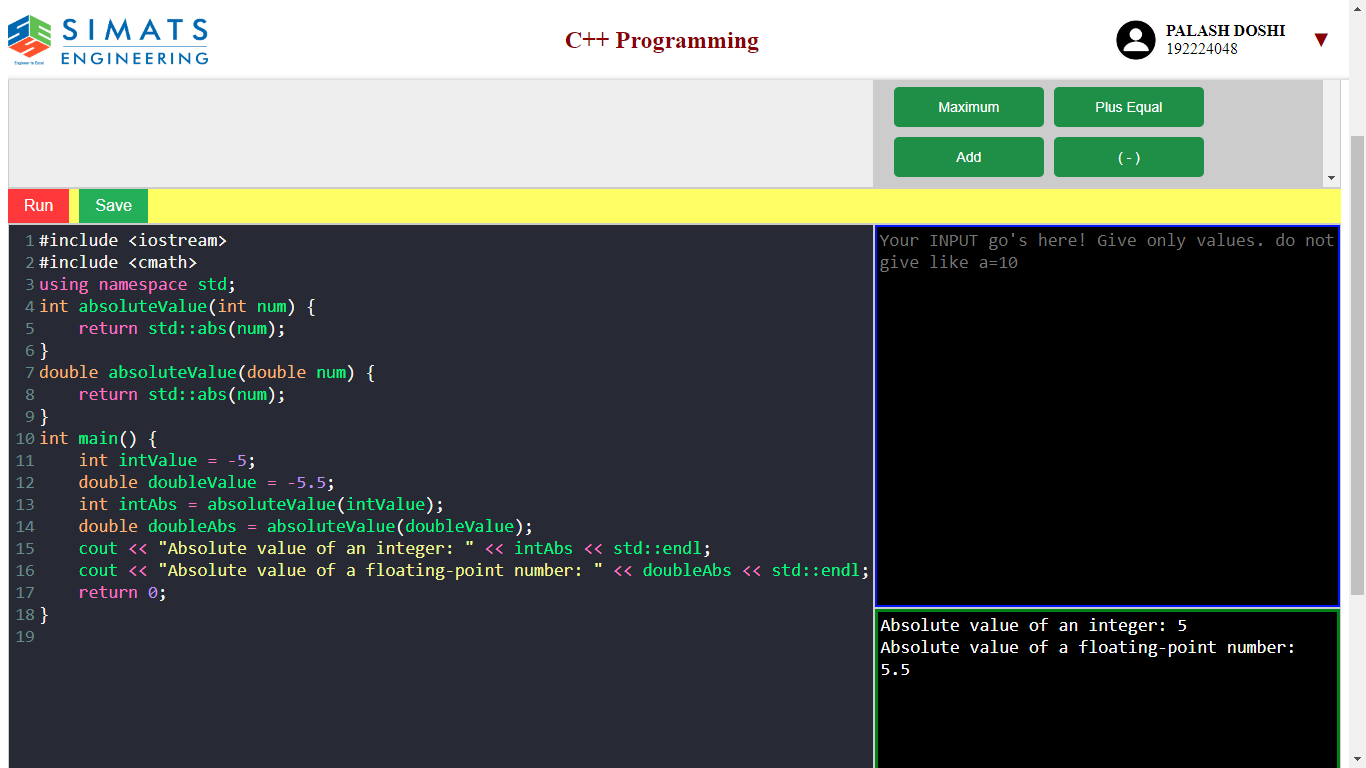 SIMATS
ENGINEERING
Engineer to Excel
C++ Programming
PALASH DOSHI
192224048
▼
Maximum
Plus Equal
Add
( - )
Run
Save
1 #include <iostream>
2 #include <cmath>
3 using namespace std;
4 int absoluteValue(int num) {
5     return std::abs(num);
6 }
7 double absoluteValue(double num) {
8     return std::abs(num);
9 }
10 int main() {
11     int intValue = -5;
12     double doubleValue = -5.5;
13     int intAbs = absoluteValue(intValue);
14     double doubleAbs = absoluteValue(doubleValue);
15     cout << "Absolute value of an integer: " << intAbs << std::endl;
16     cout << "Absolute value of a floating-point number: " << doubleAbs << std::endl;
17     return 0;
18 }
19
Your INPUT go's here! Give only values. do not
give like a=10
Absolute value of an integer: 5
Absolute value of a floating-point number:
5.5